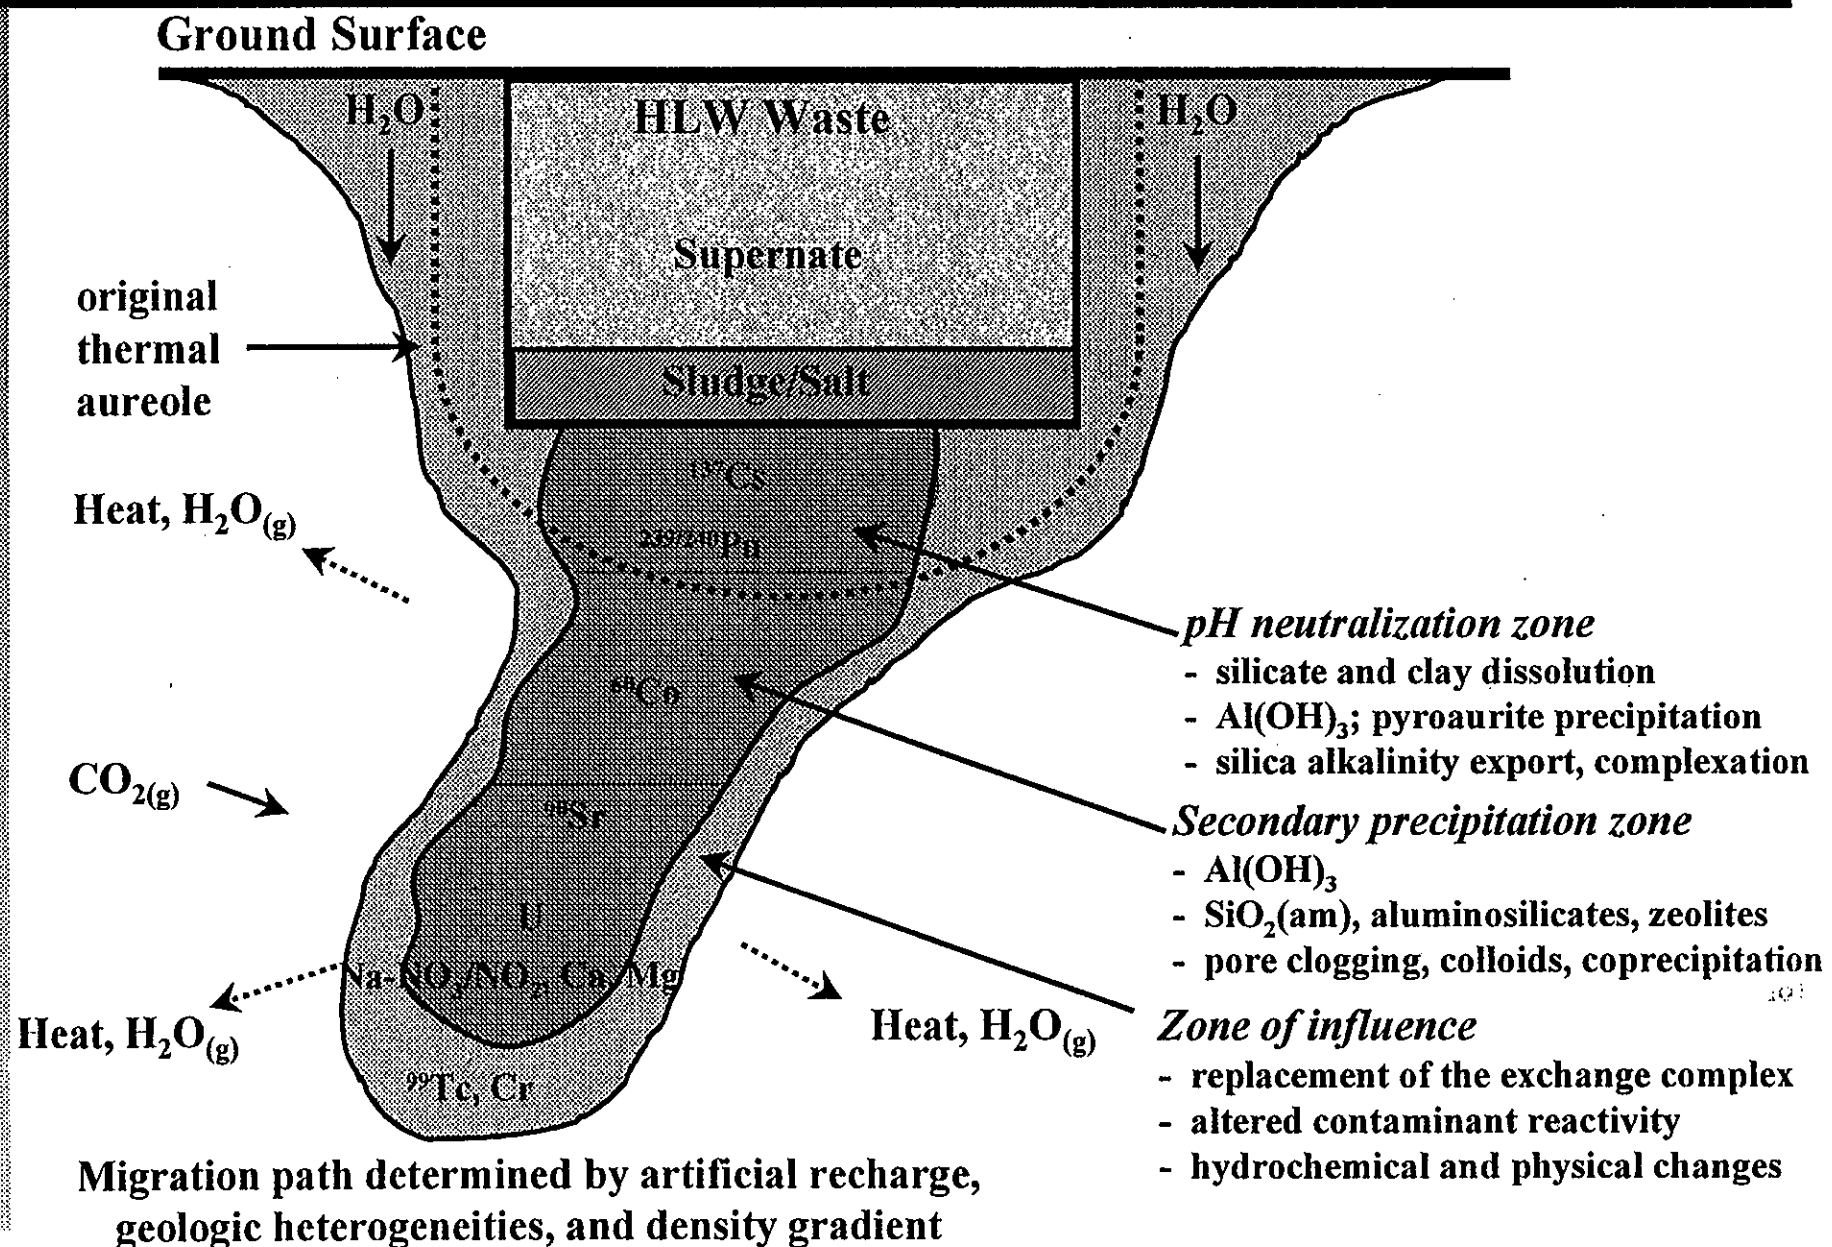 Ground Surface
H₂O
HLW Waste
H₂O
Supernate
original
thermal
aureole
Sludge/Salt
¹³⁷Cs
Heat, H₂O₍g₎
²³⁹/²⁴⁰Pu
pH neutralization zone
- silicate and clay dissolution
- Al(OH)₃; pyroaurite precipitation
- silica alkalinity export, complexation
⁶⁰Co
CO₂₍g₎
⁹⁰Sr
Secondary precipitation zone
- Al(OH)₃
- SiO₂(am), aluminosilicates, zeolites
- pore clogging, colloids, coprecipitation
U
Na-NO₃/NO₂, Ca, Mg
Heat, H₂O₍g₎
Heat, H₂O₍g₎
Zone of influence
- replacement of the exchange complex
- altered contaminant reactivity
- hydrochemical and physical changes
⁹⁹Tc, Cr
Migration path determined by artificial recharge,
geologic heterogeneities, and density gradient